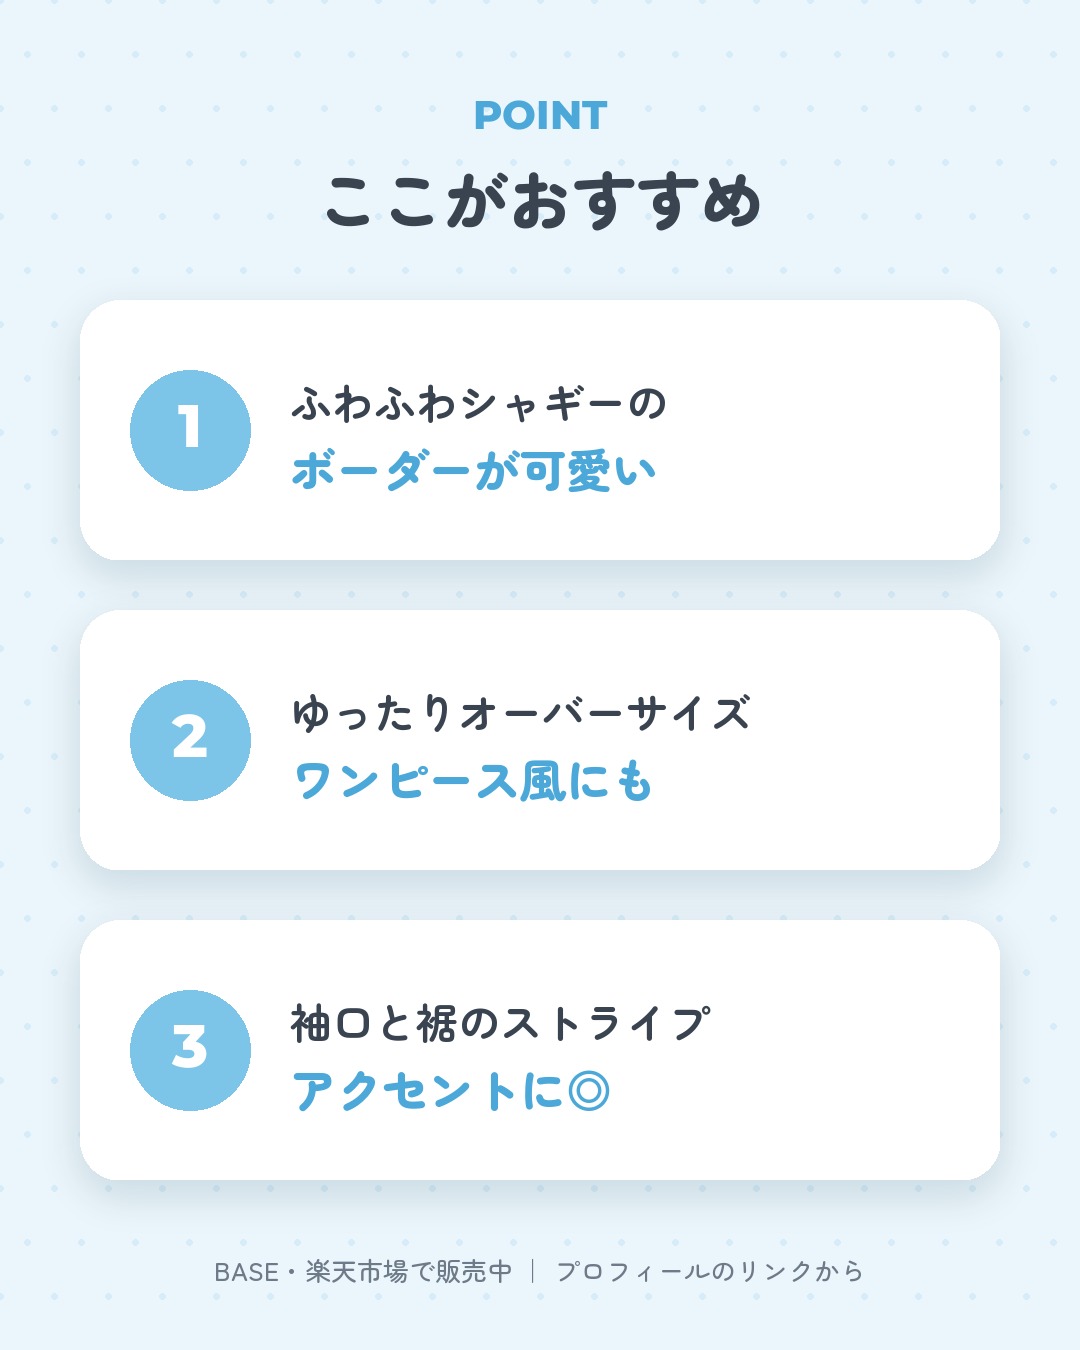 POINT
ここがおすすめ
1
ふわふわシャギーの
ボーダーが可愛い
2
ゆったりオーバーサイズ
ワンピース風にも
3
袖口と裾のストライプ
アクセントに◎
BASE・楽天市場で販売中 ｜ プロフィールのリンクから